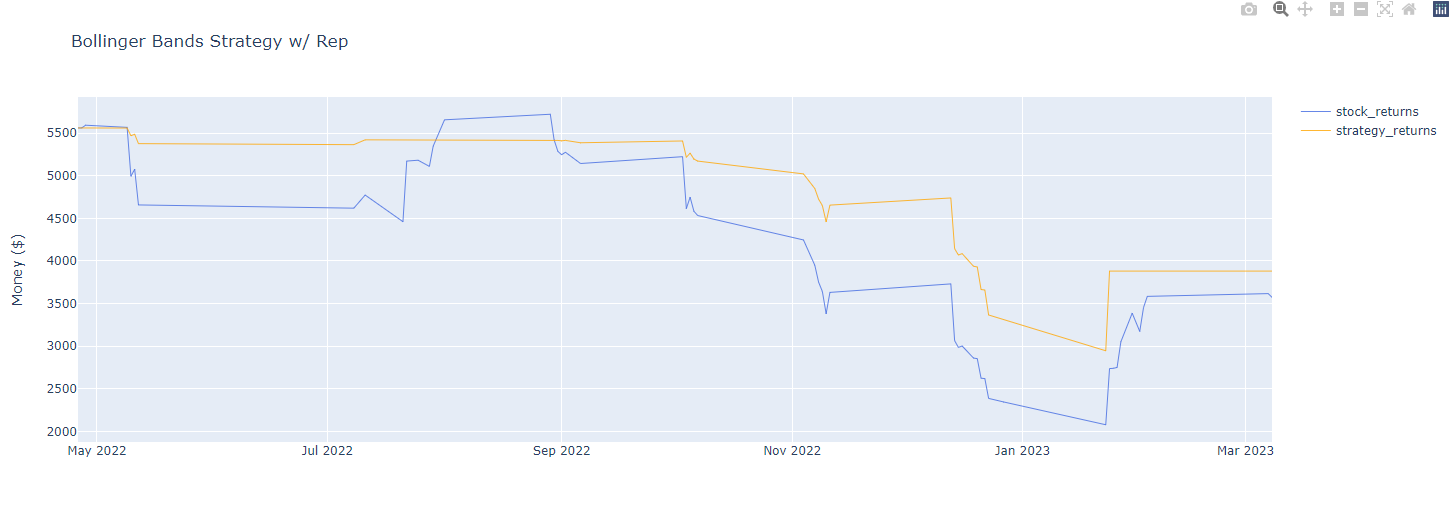 Bollinger Bands Strategy w/ Rep
stock_returns
strategy_returns
Money ($)
5500
5000
4500
4000
3500
3000
2500
2000
May 2022
Jul 2022
Sep 2022
Nov 2022
Jan 2023
Mar 2023